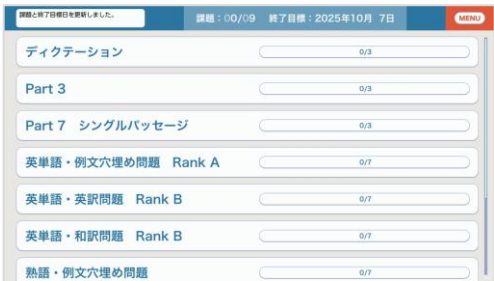 課題と終了目標日を更新しました。
課題：00/09 終了目標：2025年10月 7日
MENU
ディクテーション 0/3
Part 3 0/3
Part 7 シングルパッセージ 0/3
英単語・例文穴埋め問題 Rank A 0/7
英単語・英訳問題 Rank B 0/7
英単語・和訳問題 Rank B 0/7
熟語・例文穴埋め問題 0/7